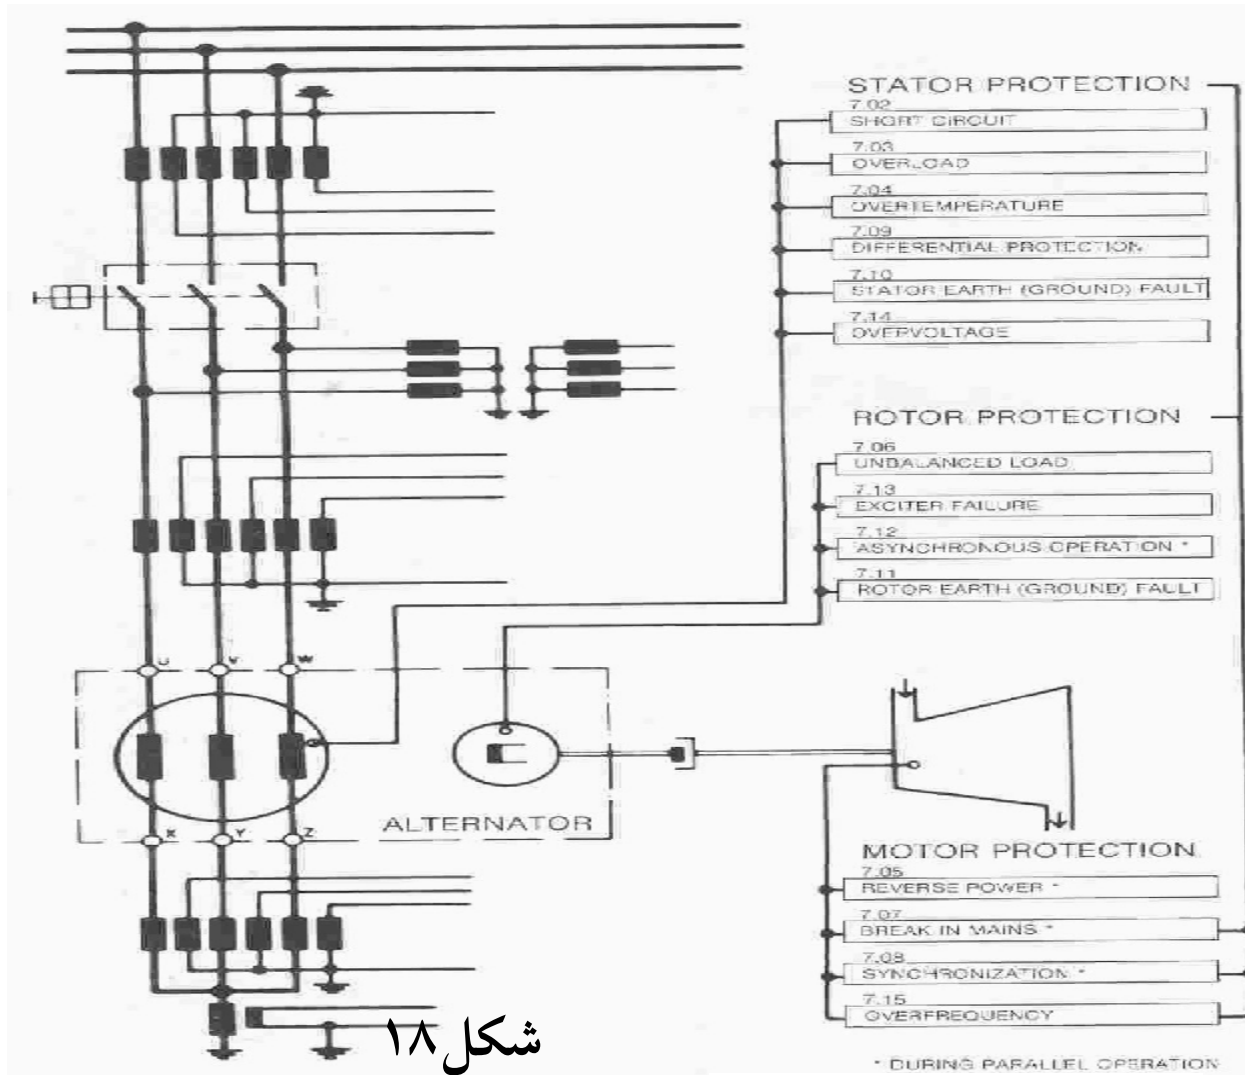 STATOR PROTECTION
7.02
SHORT CIRCUIT
7.03
OVERLOAD
7.04
OVERTEMPERATURE
7.09
DIFFERENTIAL PROTECTION
7.10
STATOR EARTH (GROUND) FAULT
7.14
OVERVOLTAGE
ROTOR PROTECTION
7.06
UNBALANCED LOAD
7.13
EXCITER FAILURE
7.12
ASYNCHRONOUS OPERATION *
7.11
ROTOR EARTH (GROUND) FAULT
U V W
ALTERNATOR
X Y Z
MOTOR PROTECTION
7.05
REVERSE POWER *
7.07
BREAK IN MAINS *
7.08
SYNCHRONIZATION *
7.15
OVERFREQUENCY
* DURING PARALLEL OPERATION
شکل۱۸